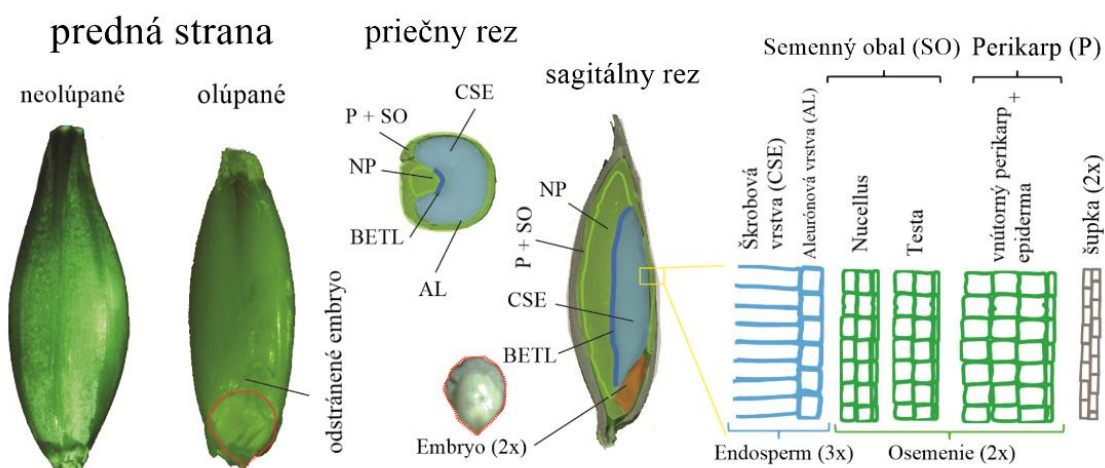 predná strana
neolúpané
olúpané
odstránené embryo
priečny rez
CSE
P + SO
NP
BETL
AL
sagitálny rez
NP
P + SO
CSE
BETL
Embryo (2x)
Semenný obal (SO)
Perikarp (P)
Škrobová
vrstva (CSE)
Aleurónová vrstva (AL)
Nucellus
Testa
vnútorný perikarp +
epiderma
šupka (2x)
Endosperm (3x)
Osemenie (2x)